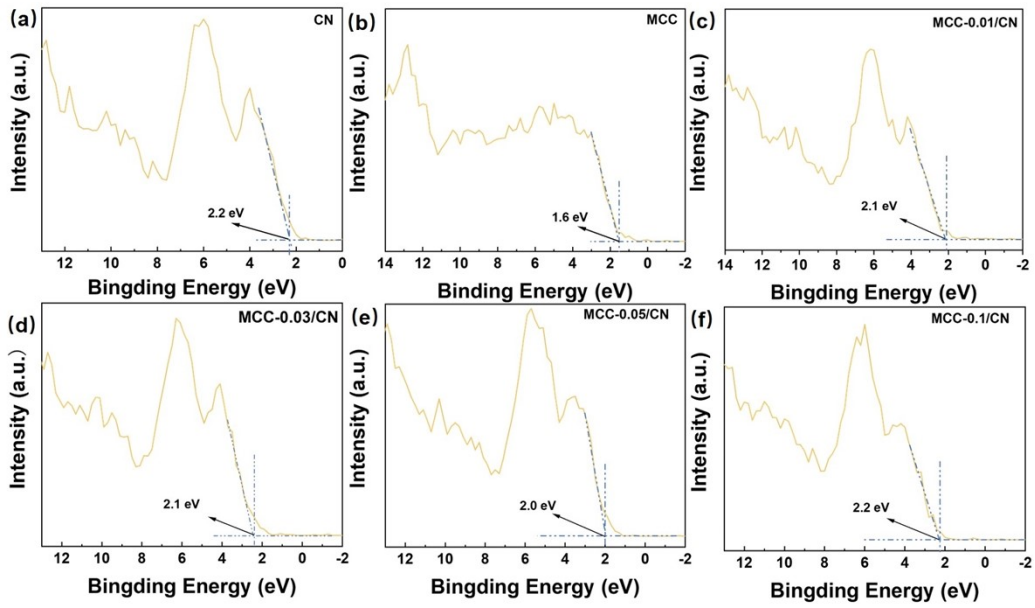 (a)
CN
Intensity (a.u.)
2.2 eV
12 10 8 6 4 2 0
Bingding Energy (eV)
(b)
MCC
Intensity (a.u.)
1.6 eV
14 12 10 8 6 4 2 0 -2
Binding Energy (eV)
(c)
MCC-0.01/CN
Intensity (a.u.)
2.1 eV
14 12 10 8 6 4 2 0 -2
Bingding Energy (eV)
(d)
MCC-0.03/CN
Intensity (a.u.)
2.1 eV
12 10 8 6 4 2 0 -2
Bingding Energy (eV)
(e)
MCC-0.05/CN
Intensity (a.u.)
2.0 eV
12 10 8 6 4 2 0 -2
Bingding Energy (eV)
(f)
MCC-0.1/CN
Intensity (a.u.)
2.2 eV
12 10 8 6 4 2 0 -2
Bingding Energy (eV)